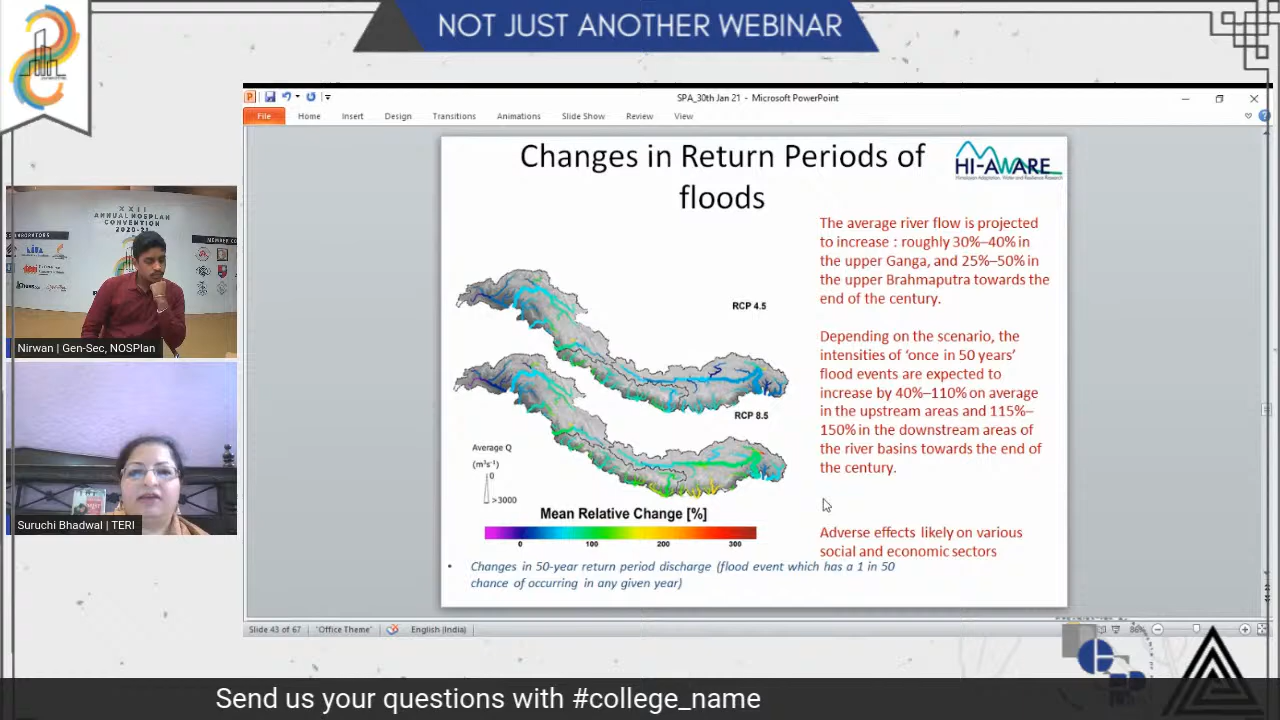 NOT JUST ANOTHER WEBINAR
SPA_30th Jan 21 - Microsoft PowerPoint
File Home Insert Design Transitions Animations Slide Show Review View
Changes in Return Periods of
floods
HI-AWARE
Himalayan Adaptation, Water and Resilience Research
The average river flow is projected
to increase : roughly 30%–40% in
the upper Ganga, and 25%–50% in
the upper Brahmaputra towards the
end of the century.
Depending on the scenario, the
intensities of ‘once in 50 years’
flood events are expected to
increase by 40%–110% on average
in the upstream areas and 115%–
150% in the downstream areas of
the river basins towards the end of
the century.
Adverse effects likely on various
social and economic sectors
RCP 4.5
RCP 8.5
Average Q
(m³s⁻¹)
0
>3000
Mean Relative Change [%]
0 100 200 300
• Changes in 50-year return period discharge (flood event which has a 1 in 50
chance of occurring in any given year)
XXII
ANNUAL NOSPLAN
CONVENTION
2020-21
Nirwan | Gen-Sec, NOSPlan
Suruchi Bhadwal | TERI
Slide 43 of 67 "Office Theme" English (India) 86%
Send us your questions with #college_name